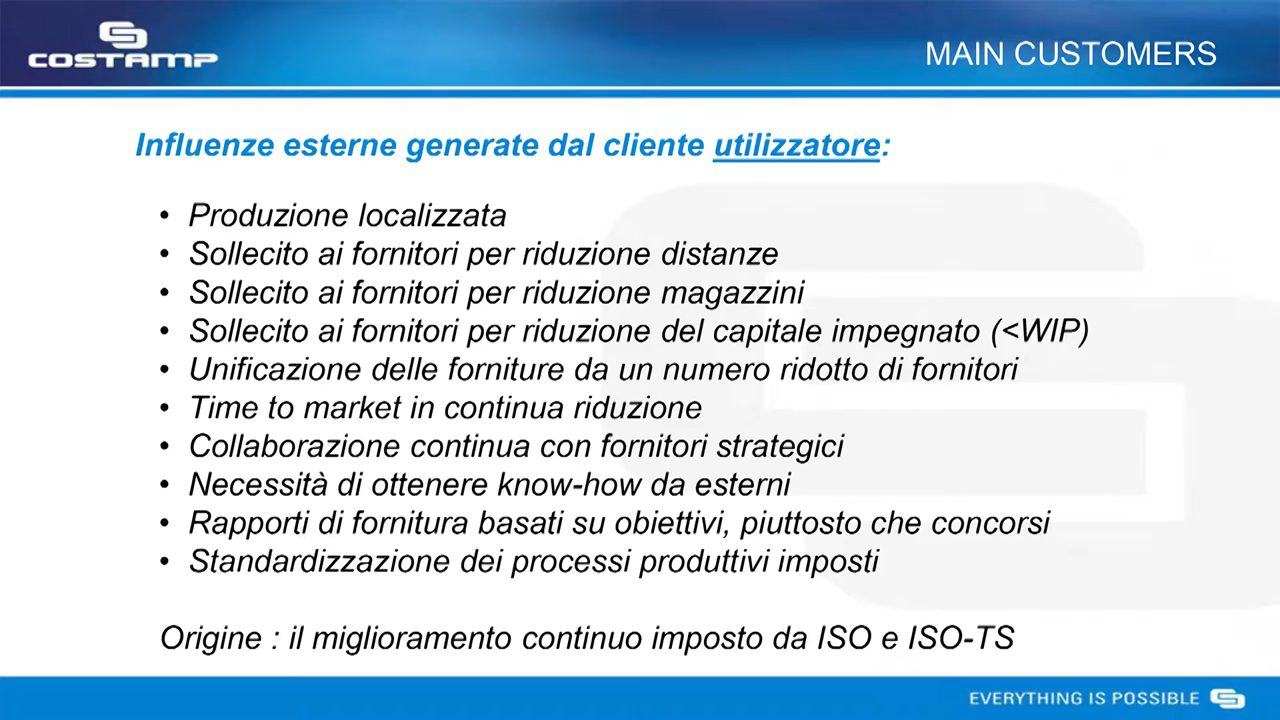 COSTAMP
MAIN CUSTOMERS
Influenze esterne generate dal cliente utilizzatore:
• Produzione localizzata
• Sollecito ai fornitori per riduzione distanze
• Sollecito ai fornitori per riduzione magazzini
• Sollecito ai fornitori per riduzione del capitale impegnato (<WIP)
• Unificazione delle forniture da un numero ridotto di fornitori
• Time to market in continua riduzione
• Collaborazione continua con fornitori strategici
• Necessità di ottenere know-how da esterni
• Rapporti di fornitura basati su obiettivi, piuttosto che concorsi
• Standardizzazione dei processi produttivi imposti
Origine : il miglioramento continuo imposto da ISO e ISO-TS
EVERYTHING IS POSSIBLE